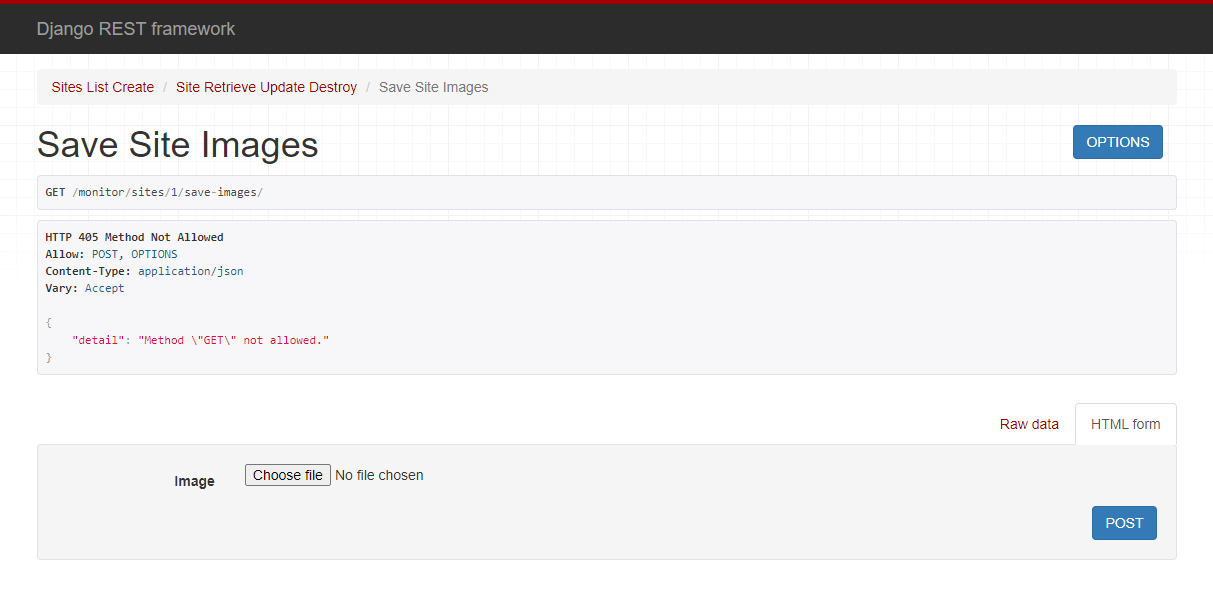 Django REST framework
Sites List Create / Site Retrieve Update Destroy / Save Site Images
Save Site Images
OPTIONS
GET /monitor/sites/1/save-images/
HTTP 405 Method Not Allowed
Allow: POST, OPTIONS
Content-Type: application/json
Vary: Accept
{
    "detail": "Method \"GET\" not allowed."
}
Raw data
HTML form
Image
Choose file No file chosen
POST